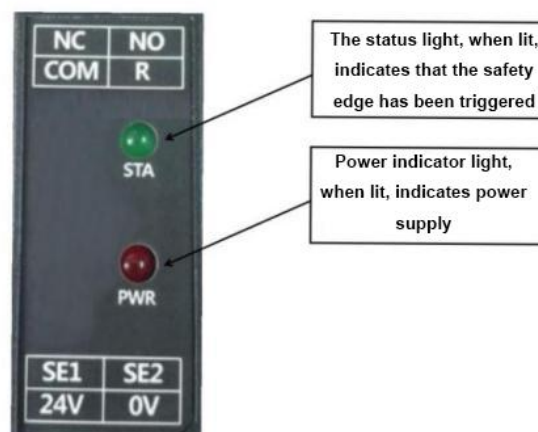 NC NO
COM R
The status light, when lit,
indicates that the safety
edge has been triggered
STA
Power indicator light,
when lit, indicates power
supply
PWR
SE1 SE2
24V 0V